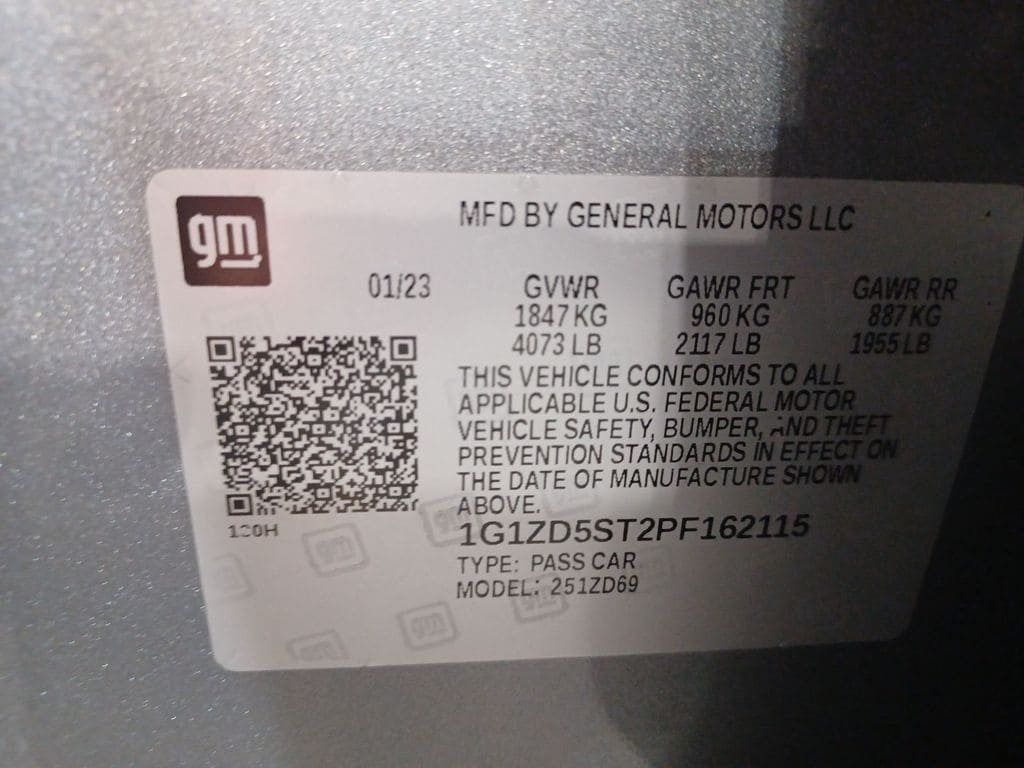 gm
MFD BY GENERAL MOTORS LLC
01/23 GVWR GAWR FRT GAWR RR
1847 KG 960 KG 887 KG
4073 LB 2117 LB 1955 LB
THIS VEHICLE CONFORMS TO ALL
APPLICABLE U.S. FEDERAL MOTOR
VEHICLE SAFETY, BUMPER, AND THEFT
PREVENTION STANDARDS IN EFFECT ON
THE DATE OF MANUFACTURE SHOWN
ABOVE.
1G1ZD5ST2PF162115
TYPE: PASS CAR
MODEL: 251ZD69